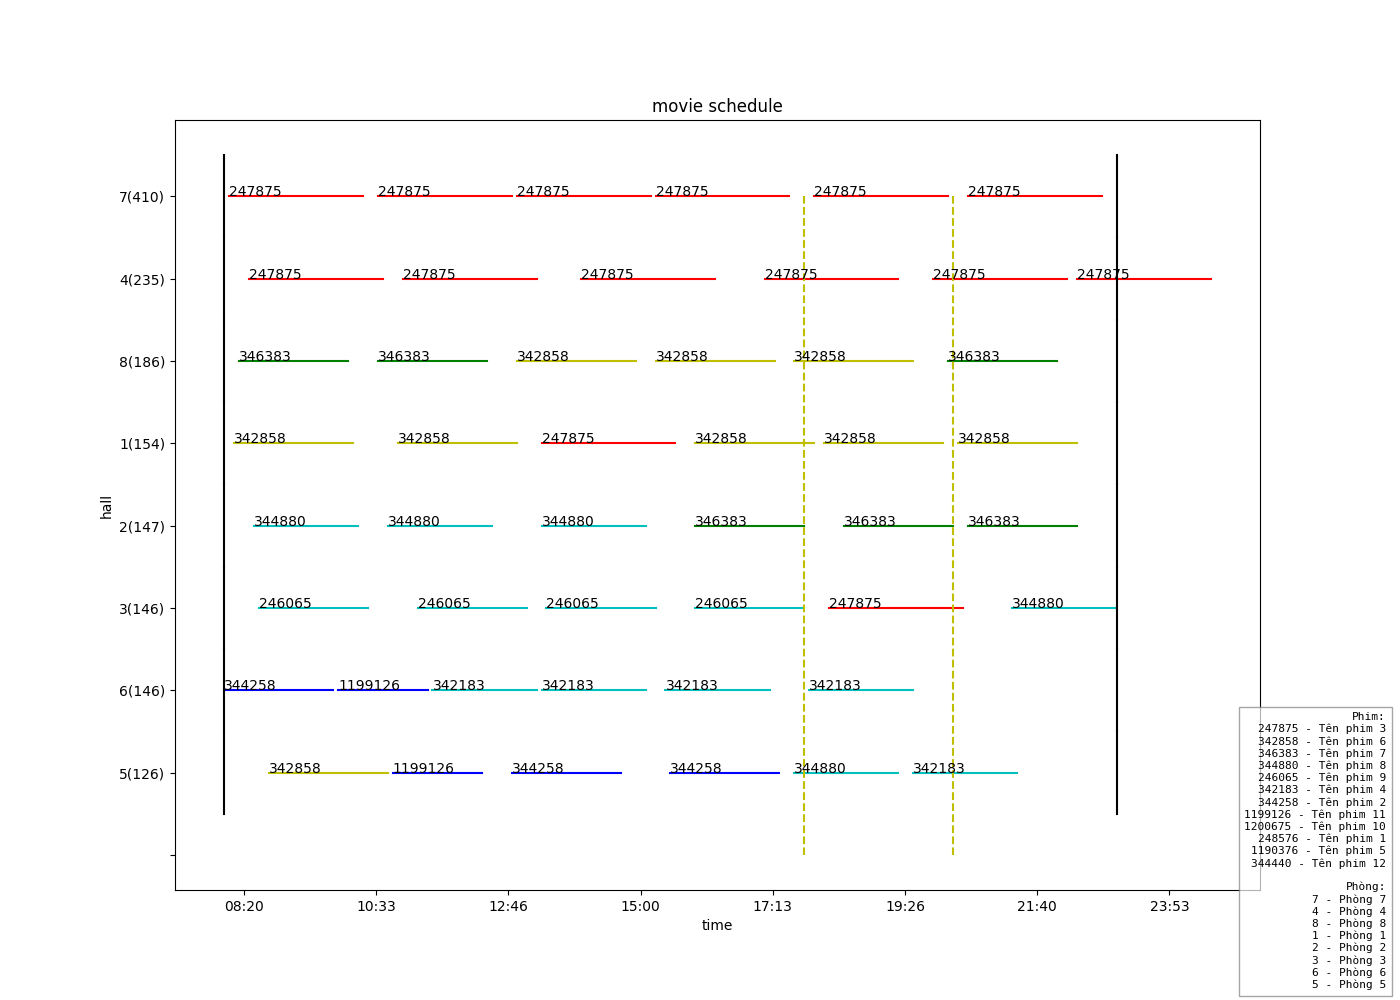 movie schedule
7(410)
247875 247875 247875 247875 247875 247875
4(235)
247875 247875 247875 247875 247875 247875
8(186)
346383 346383 342858 342858 342858 346383
1(154)
342858 342858 247875 342858 342858 342858
2(147)
344880 344880 344880 346383 346383 346383
hall
3(146)
246065 246065 246065 246065 247875 344880
6(146)
344258 1199126 342183 342183 342183 342183
5(126)
342858 1199126 344258 344258 344880 342183
08:20 10:33 12:46 15:00 17:13 19:26 21:40 23:53
time
Phim:
247875 - Tên phim 3
342858 - Tên phim 6
346383 - Tên phim 7
344880 - Tên phim 8
246065 - Tên phim 9
342183 - Tên phim 4
344258 - Tên phim 2
1199126 - Tên phim 11
1200675 - Tên phim 10
248576 - Tên phim 1
1190376 - Tên phim 5
344440 - Tên phim 12
Phòng:
7 - Phòng 7
4 - Phòng 4
8 - Phòng 8
1 - Phòng 1
2 - Phòng 2
3 - Phòng 3
6 - Phòng 6
5 - Phòng 5